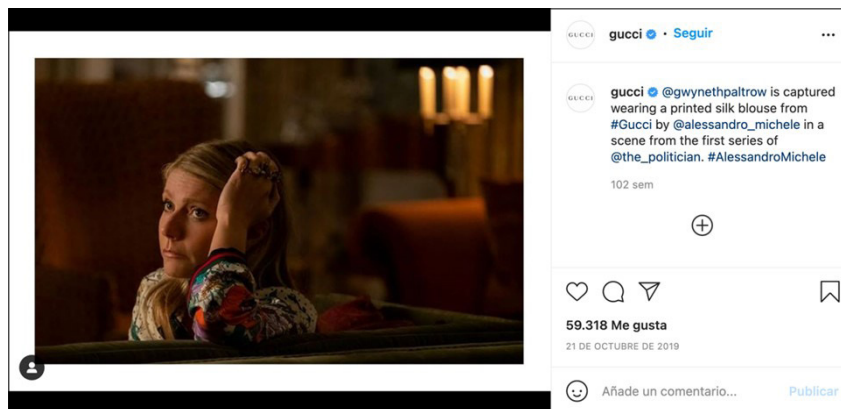 GUCCI
gucci • Seguir
...
GUCCI
gucci @gwynethpaltrow is captured
wearing a printed silk blouse from
#Gucci by @alessandro_michele in a
scene from the first series of
@the_politician. #AlessandroMichele
102 sem
59.318 Me gusta
21 DE OCTUBRE DE 2019
Añade un comentario...
Publicar